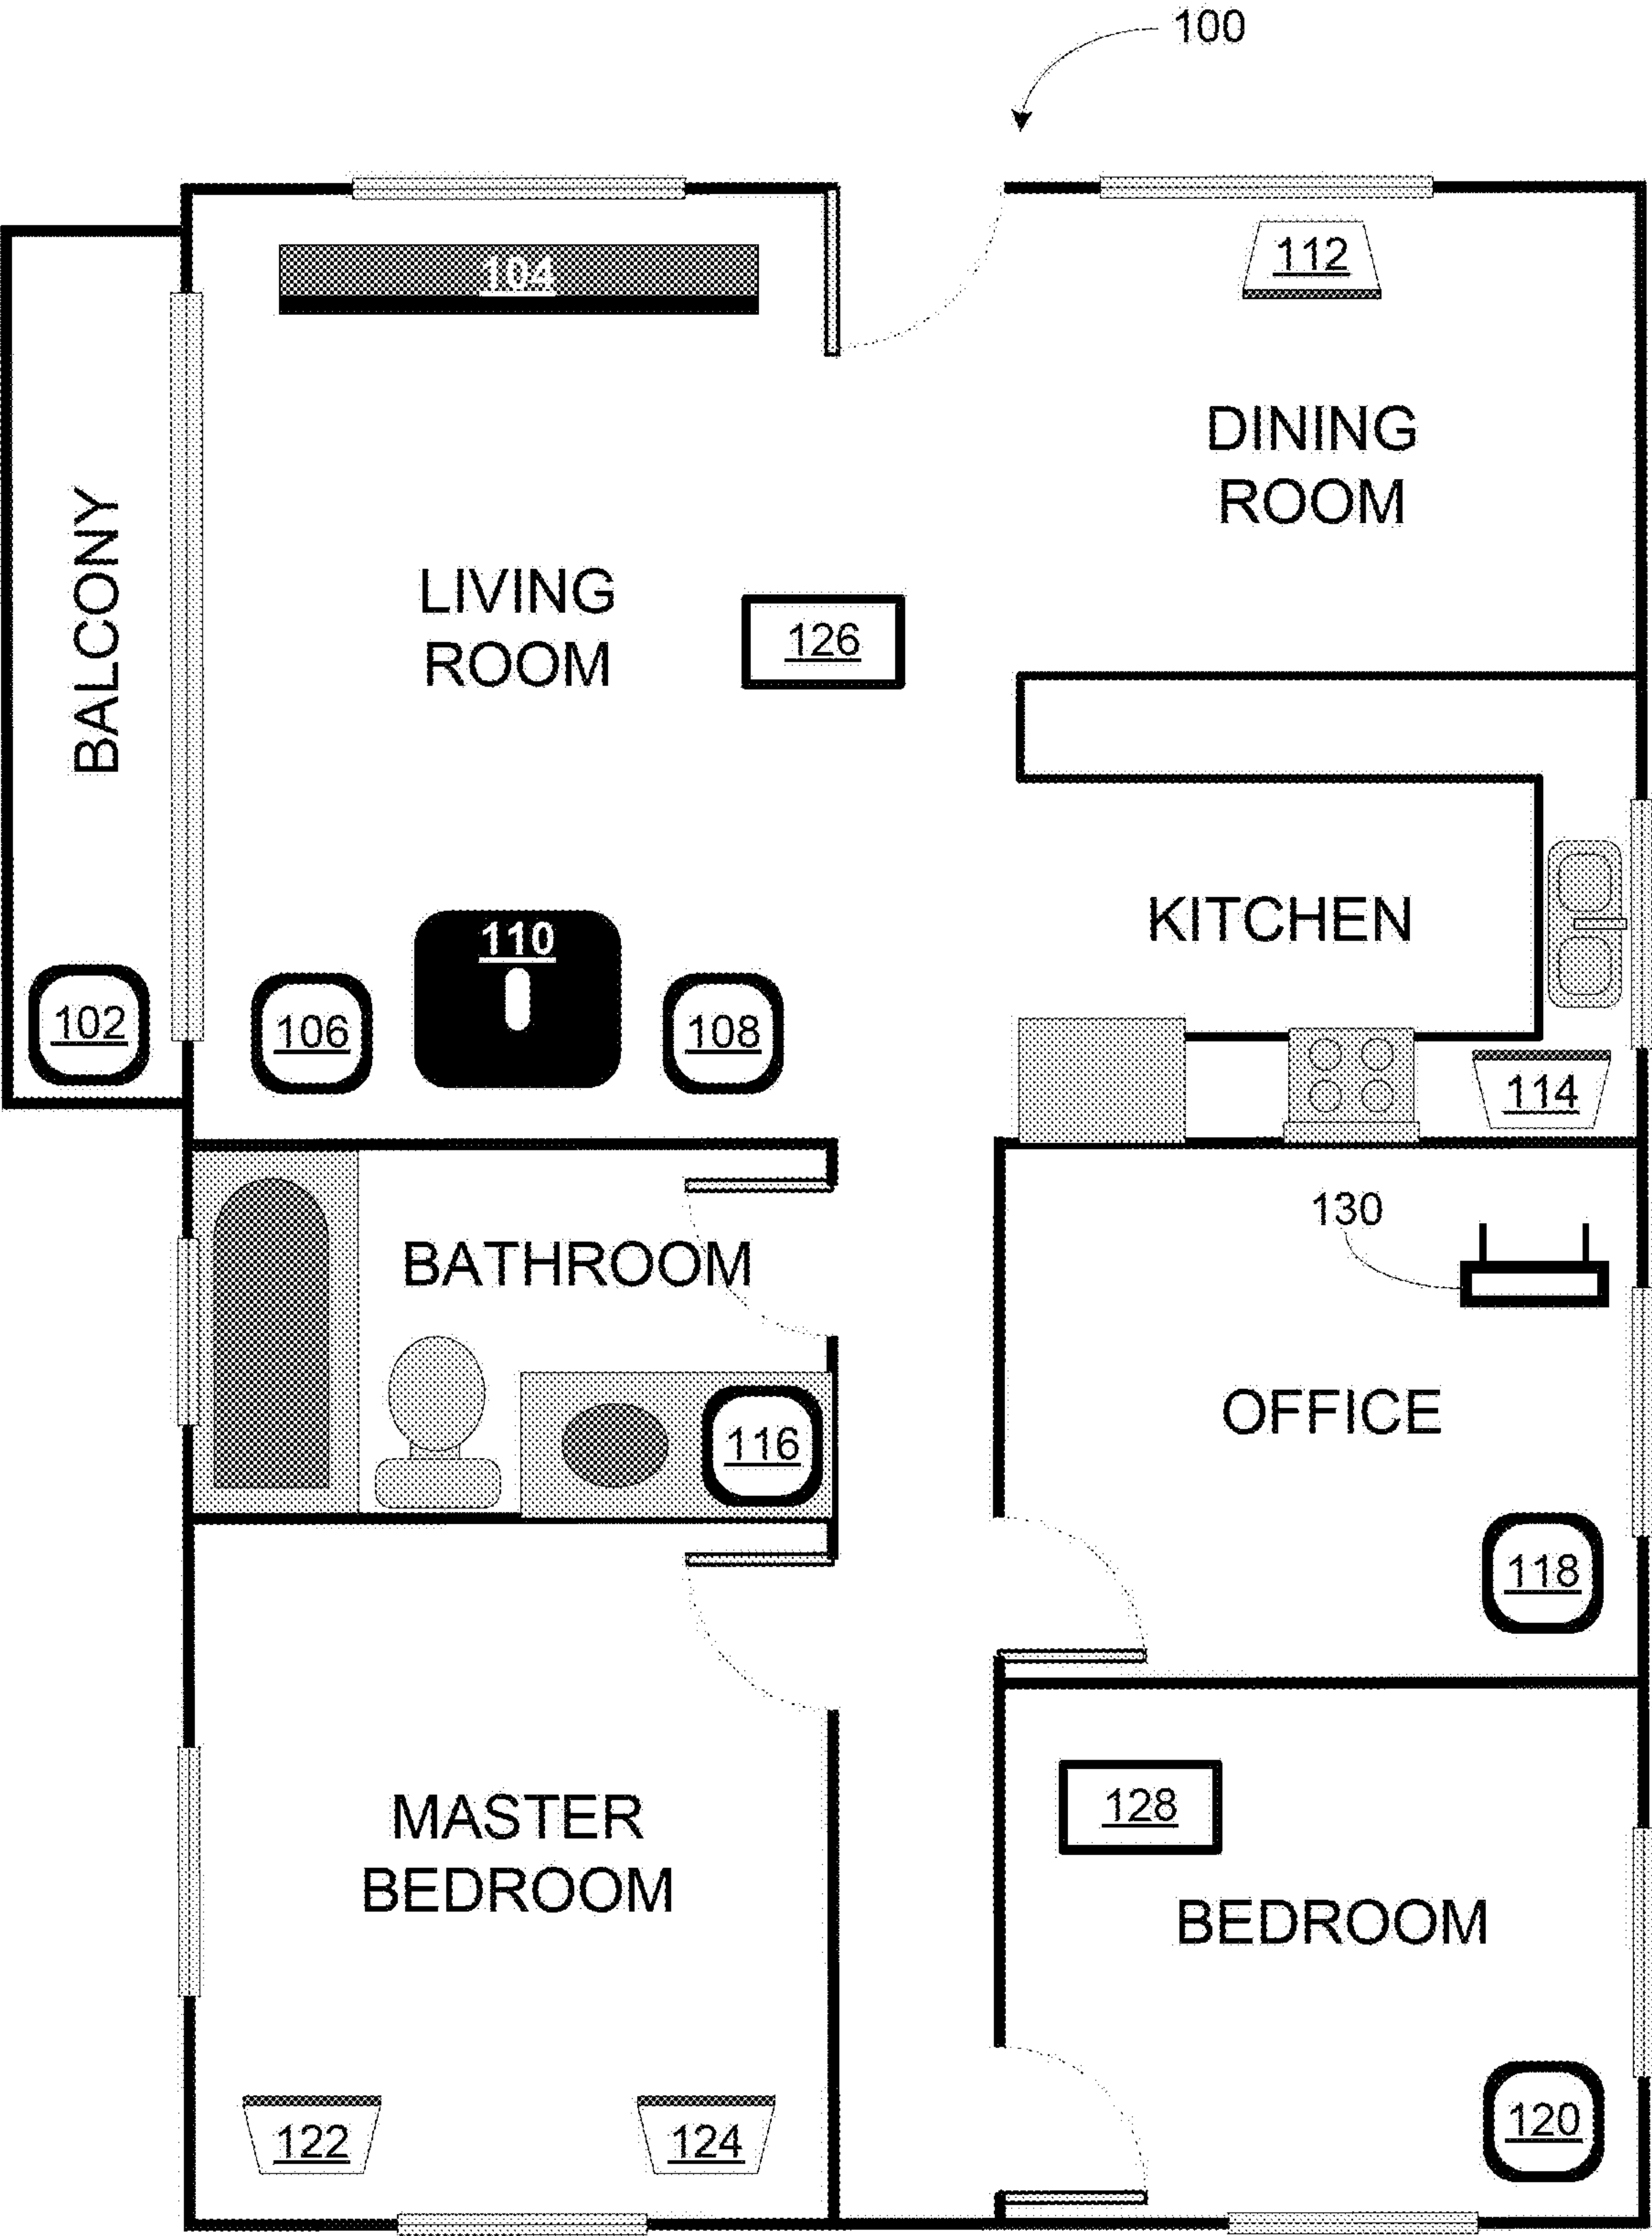 100
104
112
DINING
ROOM
BALCONY
LIVING
ROOM
126
KITCHEN
110
102
106
108
114
130
BATHROOM
OFFICE
116
118
MASTER
BEDROOM
128
BEDROOM
122
124
120